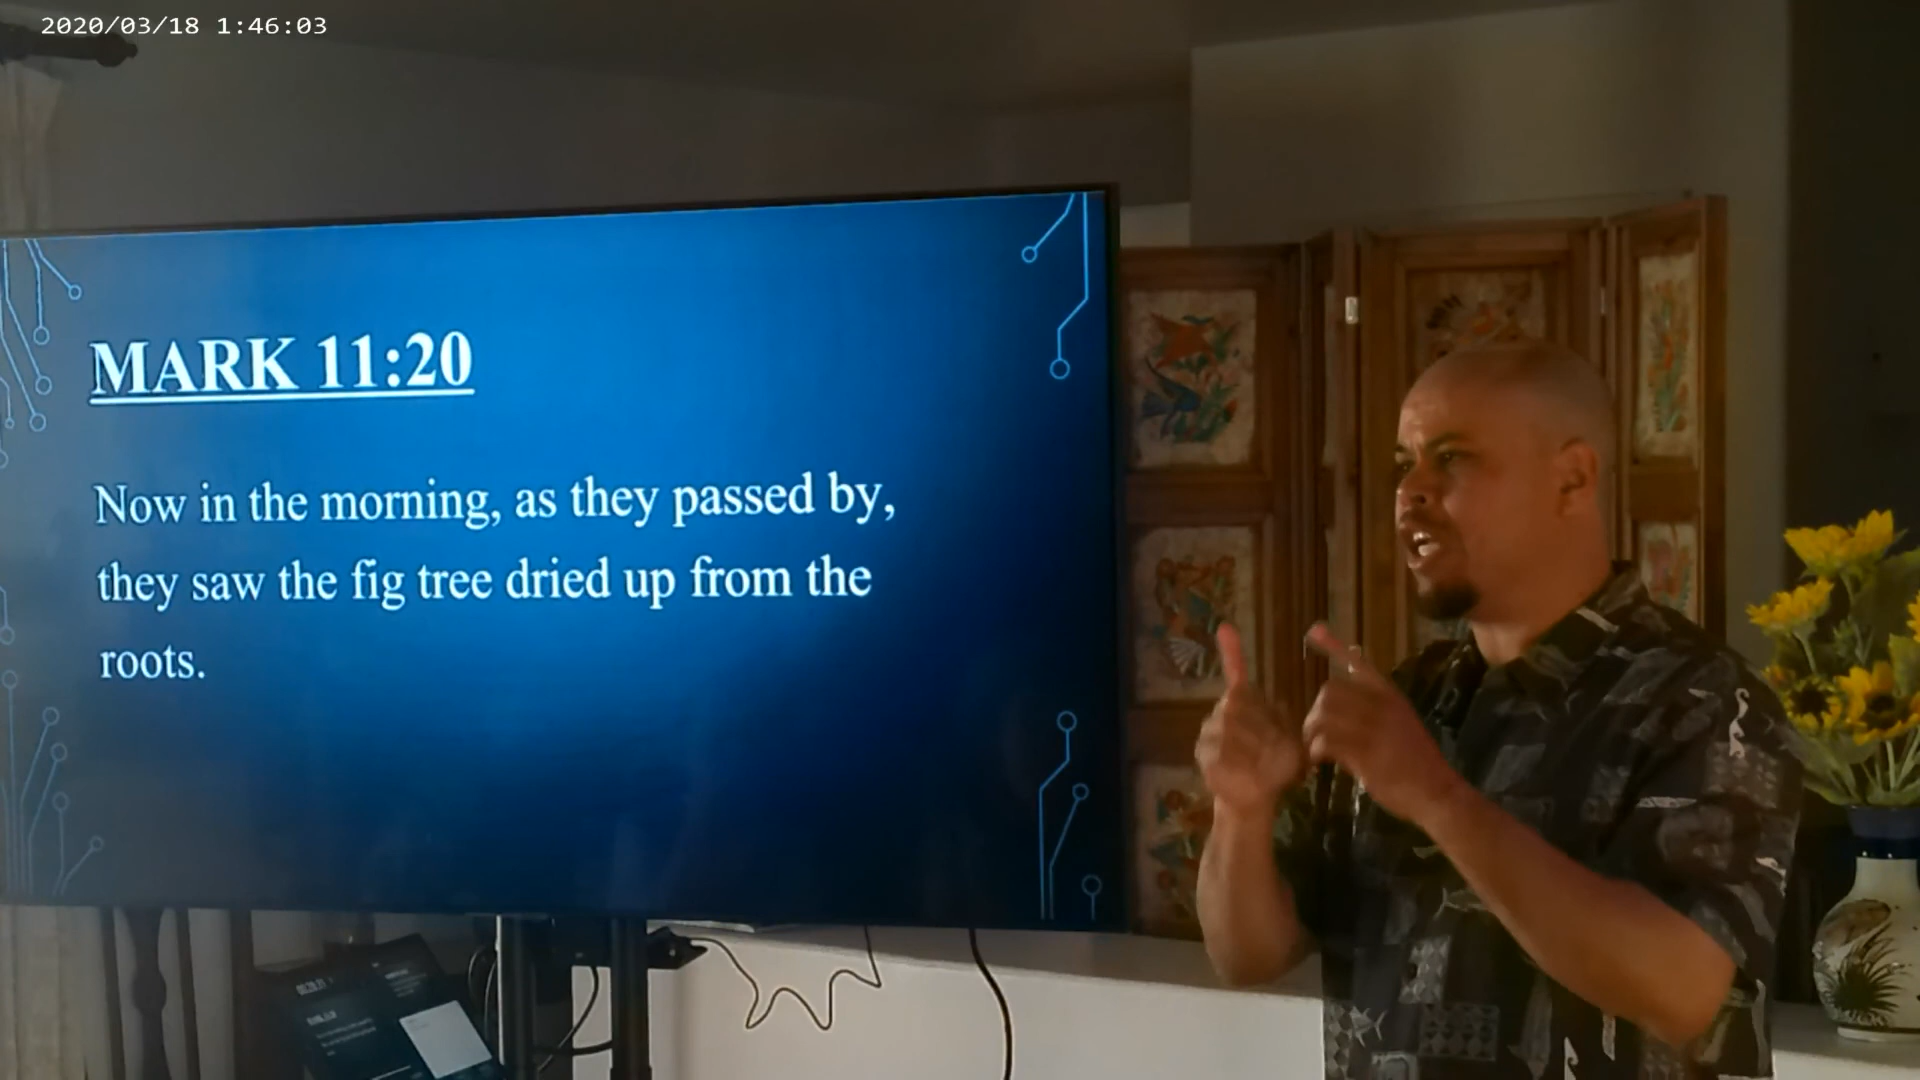 2020/03/18 1:46:03
MARK 11:20
Now in the morning, as they passed by,
they saw the fig tree dried up from the
roots.